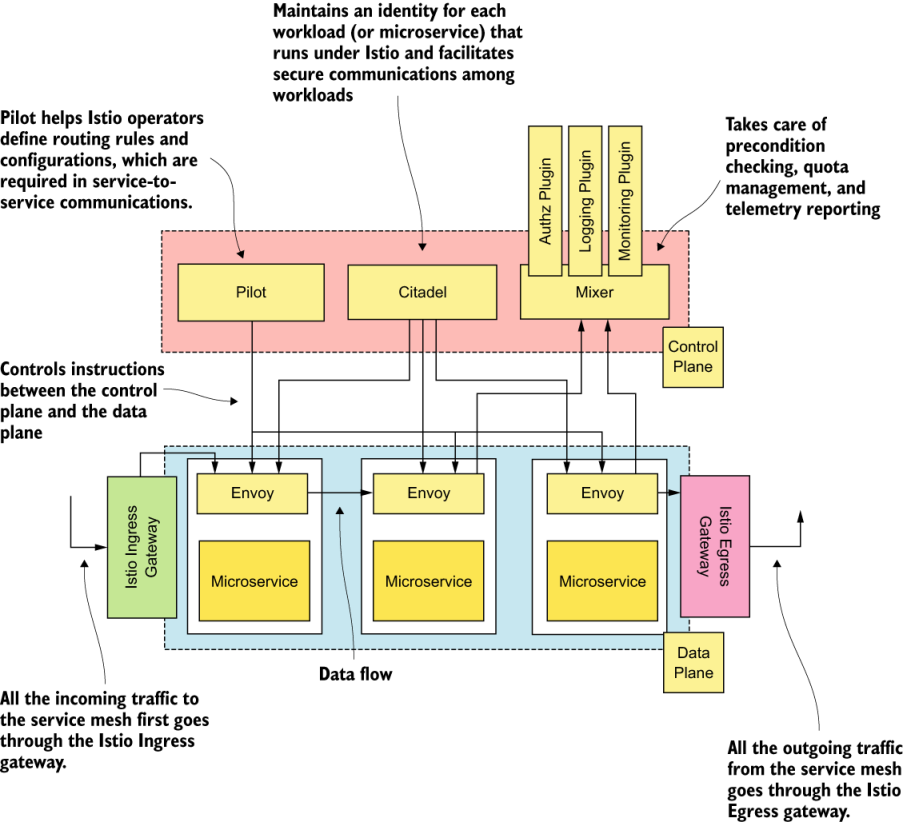 Maintains an identity for each
workload (or microservice) that
runs under Istio and facilitates
secure communications among
workloads
Pilot helps Istio operators
define routing rules and
configurations, which are
required in service-to-
service communications.
Takes care of
precondition
checking, quota
management, and
telemetry reporting
Authz Plugin
Logging Plugin
Monitoring Plugin
Pilot
Citadel
Mixer
Control
Plane
Controls instructions
between the control
plane and the data
plane
Istio Ingress
Gateway
Envoy
Envoy
Envoy
Microservice
Microservice
Microservice
Istio Egress
Gateway
Data
Plane
Data flow
All the incoming traffic to
the service mesh first goes
through the Istio Ingress
gateway.
All the outgoing traffic
from the service mesh
goes through the Istio
Egress gateway.